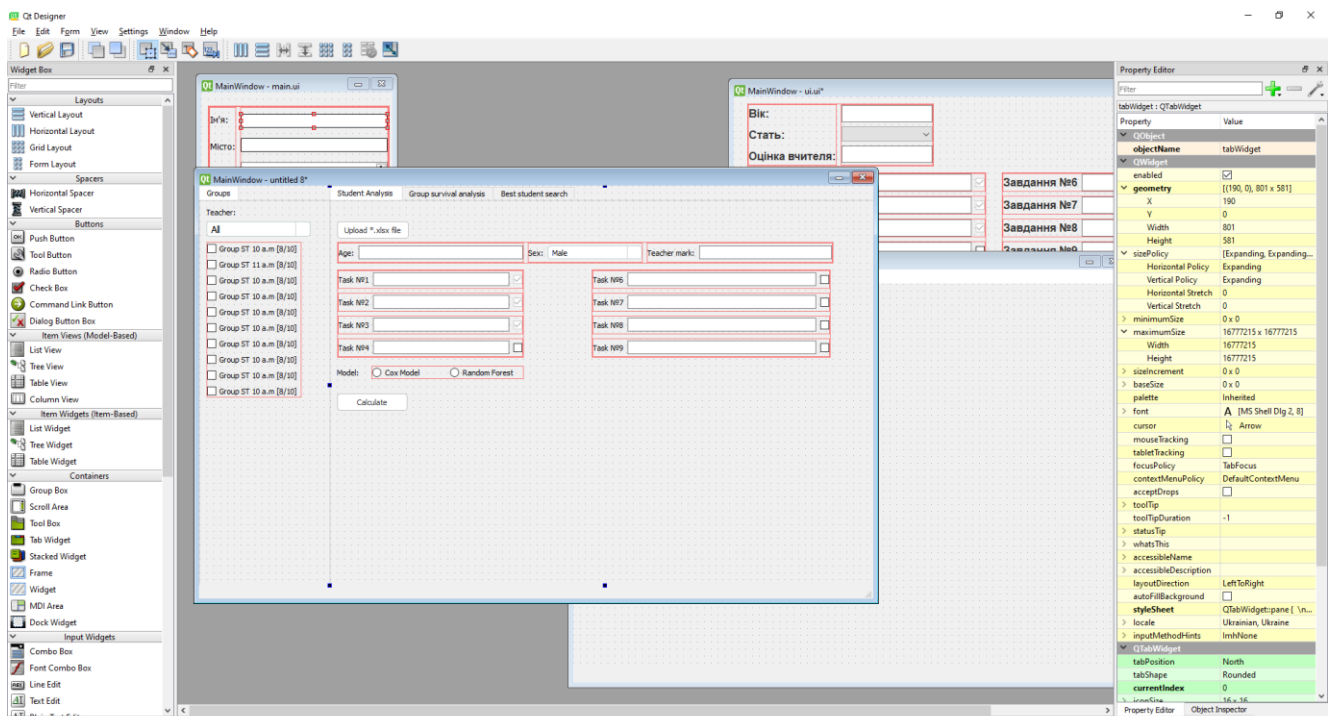 Qt Designer
File Edit Form View Settings Window Help
Widget Box
Filter
Layouts
Vertical Layout
Horizontal Layout
Grid Layout
Form Layout
Spacers
Horizontal Spacer
Vertical Spacer
Buttons
Push Button
Tool Button
Radio Button
Check Box
Command Link Button
Dialog Button Box
Item Views (Model-Based)
List View
Tree View
Table View
Column View
Item Widgets (Item-Based)
List Widget
Tree Widget
Table Widget
Containers
Group Box
Scroll Area
Tool Box
Tab Widget
Stacked Widget
Frame
Widget
MDI Area
Dock Widget
Input Widgets
Combo Box
Font Combo Box
Line Edit
Text Edit
MainWindow - main.ui
Ім'я:
Місто:
MainWindow - ui.ui*
Вік:
Стать:
Оцінка вчителя:
Завдання №6
Завдання №7
Завдання №8
Завдання №9
MainWindow - untitled 8*
Groups
Student Analysis Group survival analysis Best student search
Teacher:
All
Upload *.xlsx file
Group ST 10 a.m [8/10]
Group ST 11 a.m [8/10]
Group ST 10 a.m [8/10]
Group ST 10 a.m [8/10]
Group ST 10 a.m [8/10]
Group ST 10 a.m [8/10]
Group ST 10 a.m [8/10]
Group ST 10 a.m [8/10]
Group ST 10 a.m [8/10]
Group ST 10 a.m [8/10]
Age: Sex: Male Teacher mark:
Task №1 Task №6
Task №2 Task №7
Task №3 Task №8
Task №4 Task №9
Model: Cox Model Random Forest
Calculate
Property Editor
Filter
tabWidget : QTabWidget
Property Value
QObject
objectName tabWidget
QWidget
enabled
geometry [(190, 0), 801 x 581]
X 190
Y 0
Width 801
Height 581
sizePolicy [Expanding, Expanding...
Horizontal Policy Expanding
Vertical Policy Expanding
Horizontal Stretch 0
Vertical Stretch 0
minimumSize 0 x 0
maximumSize 16777215 x 16777215
Width 16777215
Height 16777215
sizeIncrement 0 x 0
baseSize 0 x 0
palette Inherited
font A [MS Shell Dlg 2, 8]
cursor Arrow
mouseTracking
tabletTracking
focusPolicy TabFocus
contextMenuPolicy DefaultContextMenu
acceptDrops
toolTip
toolTipDuration -1
statusTip
whatsThis
accessibleName
accessibleDescription
layoutDirection LeftToRight
autoFillBackground
styleSheet QTabWidget::pane { \n...
locale Ukrainian, Ukraine
inputMethodHints ImhNone
QTabWidget
tabPosition North
tabShape Rounded
currentIndex 0
iconSize 16 x 16
Property Editor Object Inspector